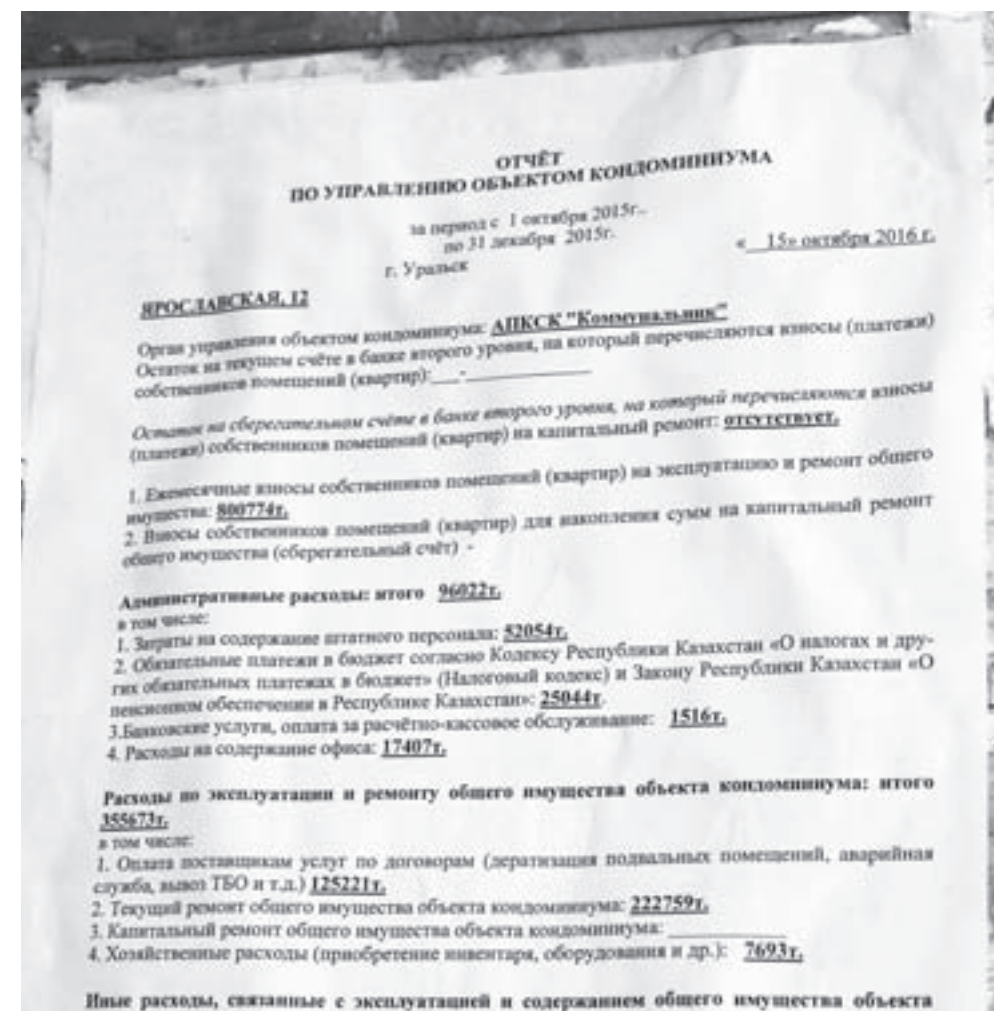 ОТЧЁТ
ПО УПРАВЛЕНИЮ ОБЪЕКТОМ КОНДОМИНИУМА
за период с 1 октября 2015г..
по 31 декабря 2015г.
г. Уральск
« 15» октября 2016 г.
ЯРОСЛАВСКАЯ, 12
Орган управления объектом кондоминиума: АПКСК "Коммунальник"
Остаток на текущем счёте в банке второго уровня, на который перечисляются взносы (платежи)
собственников помещений (квартир):___-____________
Остаток на сберегательном счёте в банке второго уровня, на который перечисляются взносы
(платежи) собственников помещений (квартир) на капитальный ремонт: отсутствует.
1. Ежемесячные взносы собственников помещений (квартир) на эксплуатацию и ремонт общего
имущества: 800774т.
2. Взносы собственников помещений (квартир) для накопления сумм на капитальный ремонт
общего имущества (сберегательный счёт) -
Административные расходы: итого 96022т.
в том числе:
1. Затраты на содержание штатного персонала: 52054т.
2. Обязательные платежи в бюджет согласно Кодексу Республики Казахстан «О налогах и дру-
гих обязательных платежах в бюджет» (Налоговый кодекс) и Закону Республики Казахстан «О
пенсионном обеспечении в Республике Казахстан»: 25044т.
3.Банковские услуги, оплата за расчётно-кассовое обслуживание: 1516т.
4. Расходы на содержание офиса: 17407т.
Расходы по эксплуатации и ремонту общего имущества объекта кондоминиума: итого
355673т.
в том числе:
1. Оплата поставщикам услуг по договорам (дератизация подвальных помещений, аварийная
служба, вывоз ТБО и т.д.) 125221т.
2. Текущий ремонт общего имущества объекта кондоминиума: 222759т.
3. Капитальный ремонт общего имущества объекта кондоминиума: ____________
4. Хозяйственные расходы (приобретение инвентаря, оборудования и др.): 7693т.
Иные расходы, связанные с эксплуатацией и содержанием общего имущества объекта